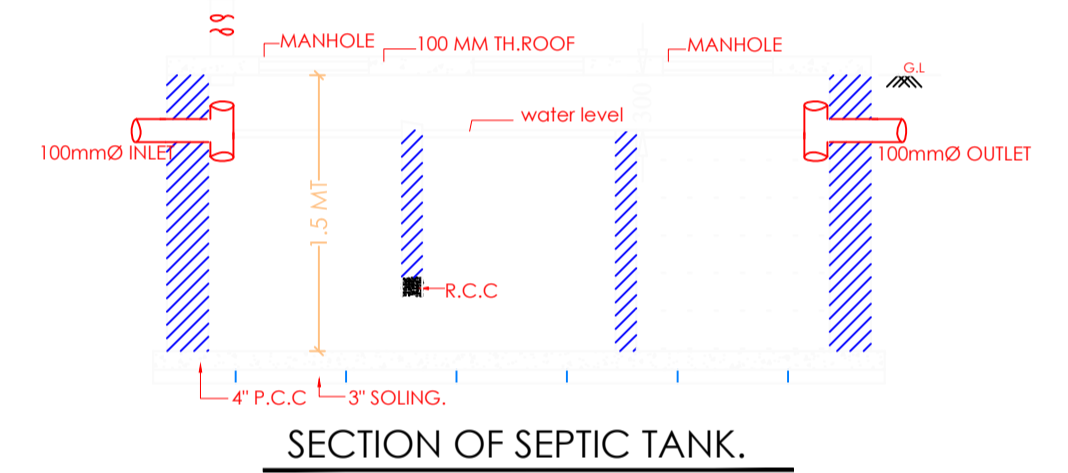 MANHOLE
100 MM TH.ROOF
MANHOLE
G.L
water level
300
100mmØ INLET
100mmØ OUTLET
1.5 MT
R.C.C
4" P.C.C
3" SOLING.
SECTION OF SEPTIC TANK.